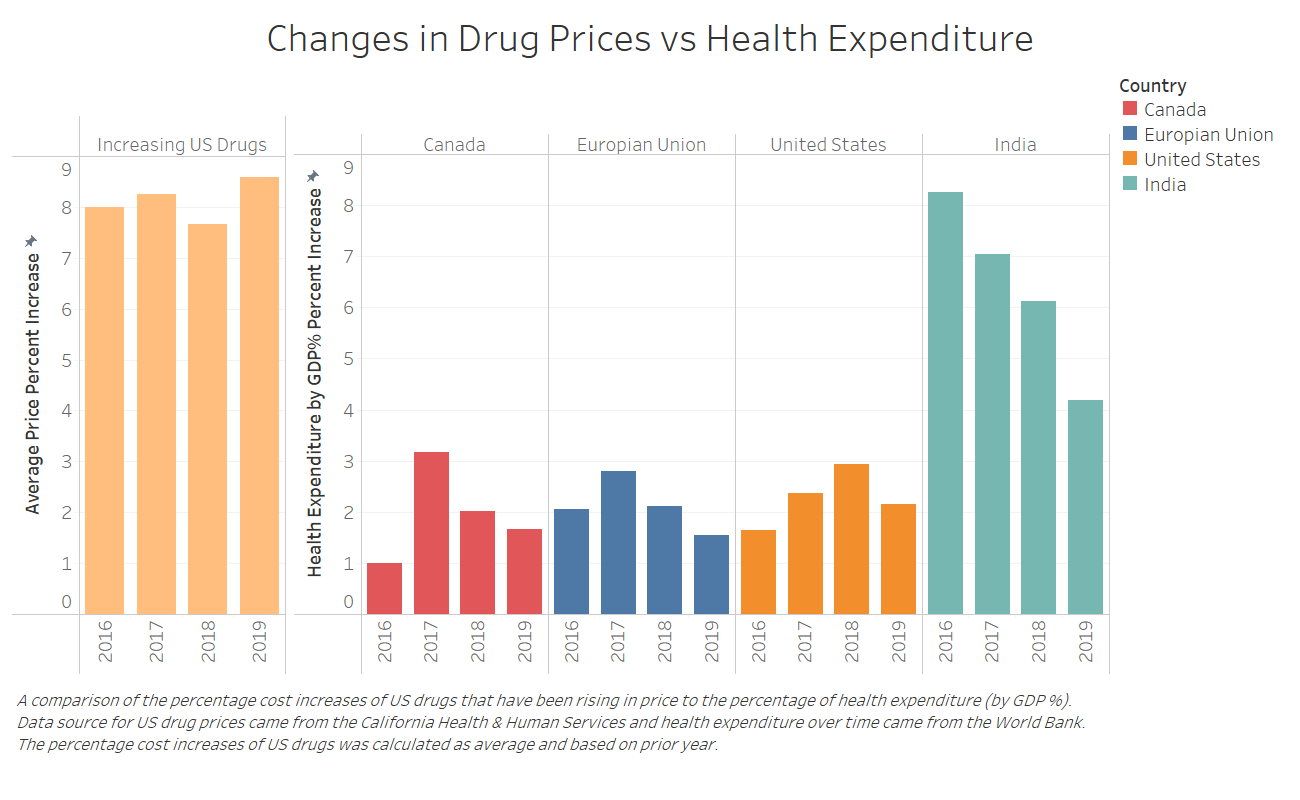 Changes in Drug Prices vs Health Expenditure
Country
Canada
Europian Union
United States
India
Increasing US Drugs
Average Price Percent Increase
9
8
7
6
5
4
3
2
1
0
2016
2017
2018
2019
Canada
Europian Union
United States
India
Health Expenditure by GDP% Percent Increase
9
8
7
6
5
4
3
2
1
0
2016
2017
2018
2019
2016
2017
2018
2019
2016
2017
2018
2019
2016
2017
2018
2019
A comparison of the percentage cost increases of US drugs that have been rising in price to the percentage of health expenditure (by GDP %).
Data source for US drug prices came from the California Health & Human Services and health expenditure over time came from the World Bank.
The percentage cost increases of US drugs was calculated as average and based on prior year.